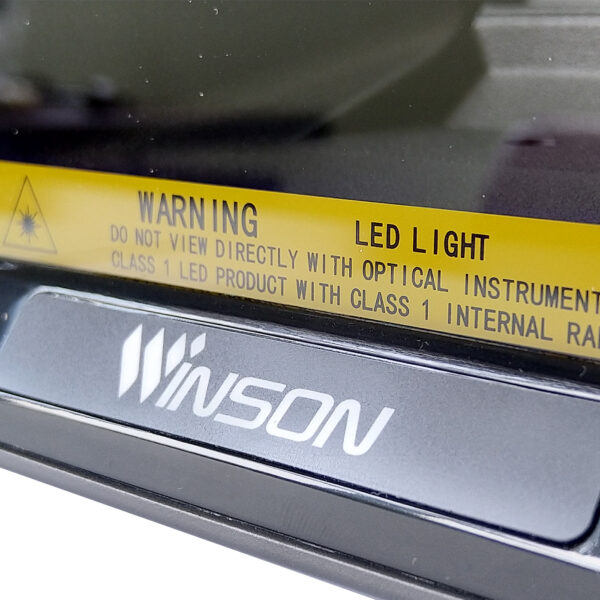 WARNING LED LIGHT
DO NOT VIEW DIRECTLY WITH OPTICAL INSTRUMENT
CLASS 1 LED PRODUCT WITH CLASS 1 INTERNAL
WINSON